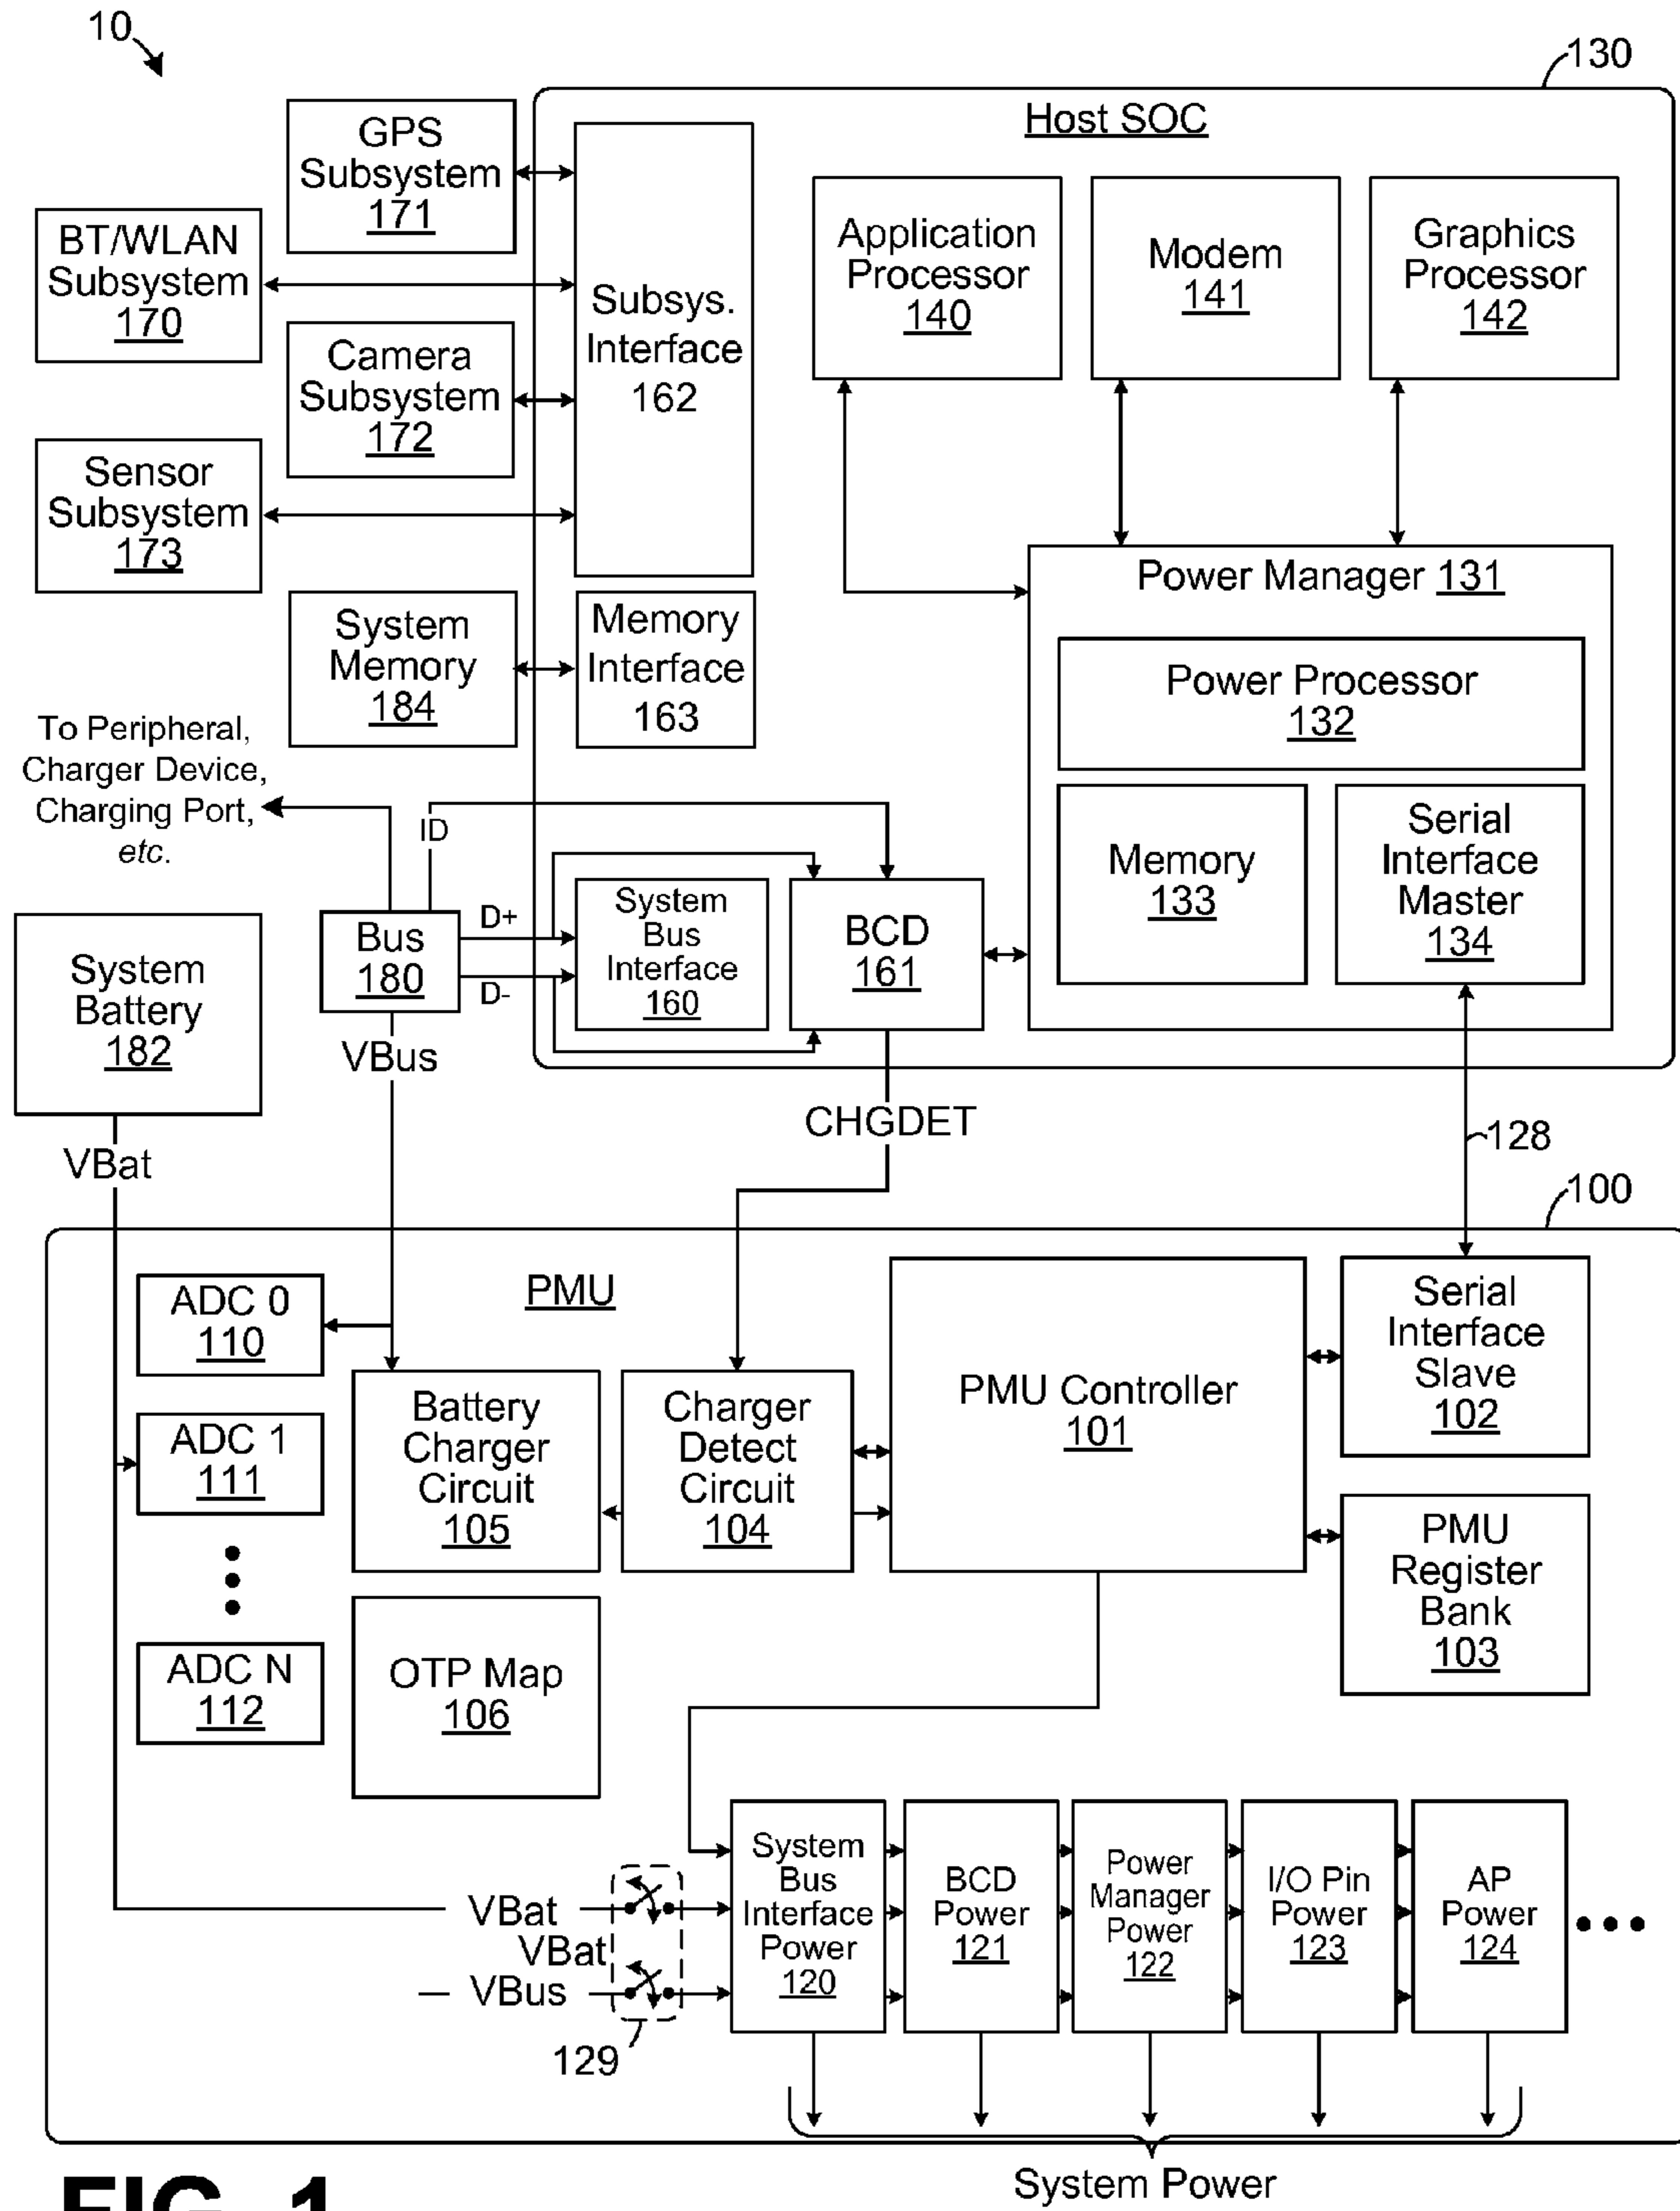 10
130
Host SOC
GPS
Subsystem
171
BT/WLAN
Subsystem
170
Camera
Subsystem
172
Sensor
Subsystem
173
Subsys.
Interface
162
Application
Processor
140
Modem
141
Graphics
Processor
142
Power Manager 131
Power Processor
132
Memory
133
Serial
Interface
Master
134
System
Memory
184
Memory
Interface
163
To Peripheral,
Charger Device,
Charging Port,
etc.
ID
D+
D-
Bus
180
System
Bus
Interface
160
BCD
161
System
Battery
182
VBus
VBat
CHGDET
128
100
PMU
ADC 0
110
ADC 1
111
ADC N
112
Battery
Charger
Circuit
105
Charger
Detect
Circuit
104
PMU Controller
101
Serial
Interface
Slave
102
PMU
Register
Bank
103
OTP Map
106
VBat
VBat
VBus
129
System
Bus
Interface
Power
120
BCD
Power
121
Power
Manager
Power
122
I/O Pin
Power
123
AP
Power
124
System Power
FIG. 1